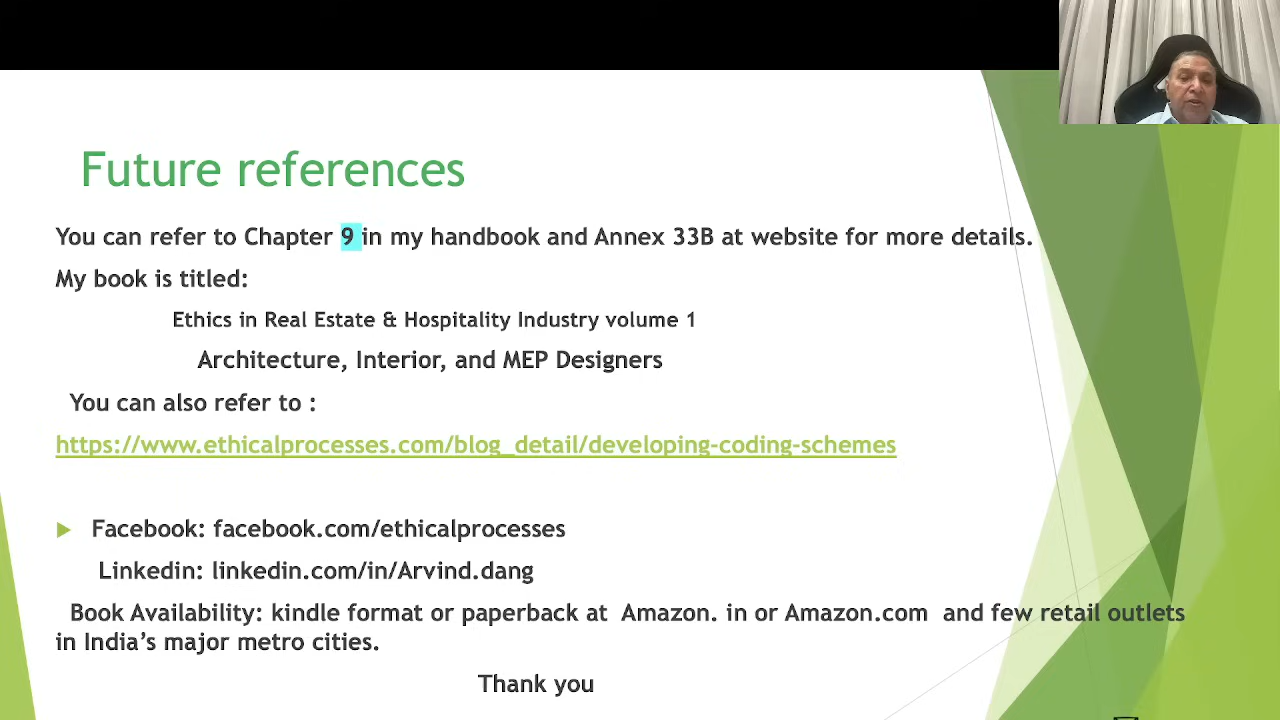 Future references
You can refer to Chapter 9 in my handbook and Annex 33B at website for more details.
My book is titled:
Ethics in Real Estate & Hospitality Industry volume 1
Architecture, Interior, and MEP Designers
You can also refer to :
https://www.ethicalprocesses.com/blog_detail/developing-coding-schemes
Facebook: facebook.com/ethicalprocesses
Linkedin: linkedin.com/in/Arvind.dang
Book Availability: kindle format or paperback at Amazon. in or Amazon.com and few retail outlets
in India’s major metro cities.
Thank you